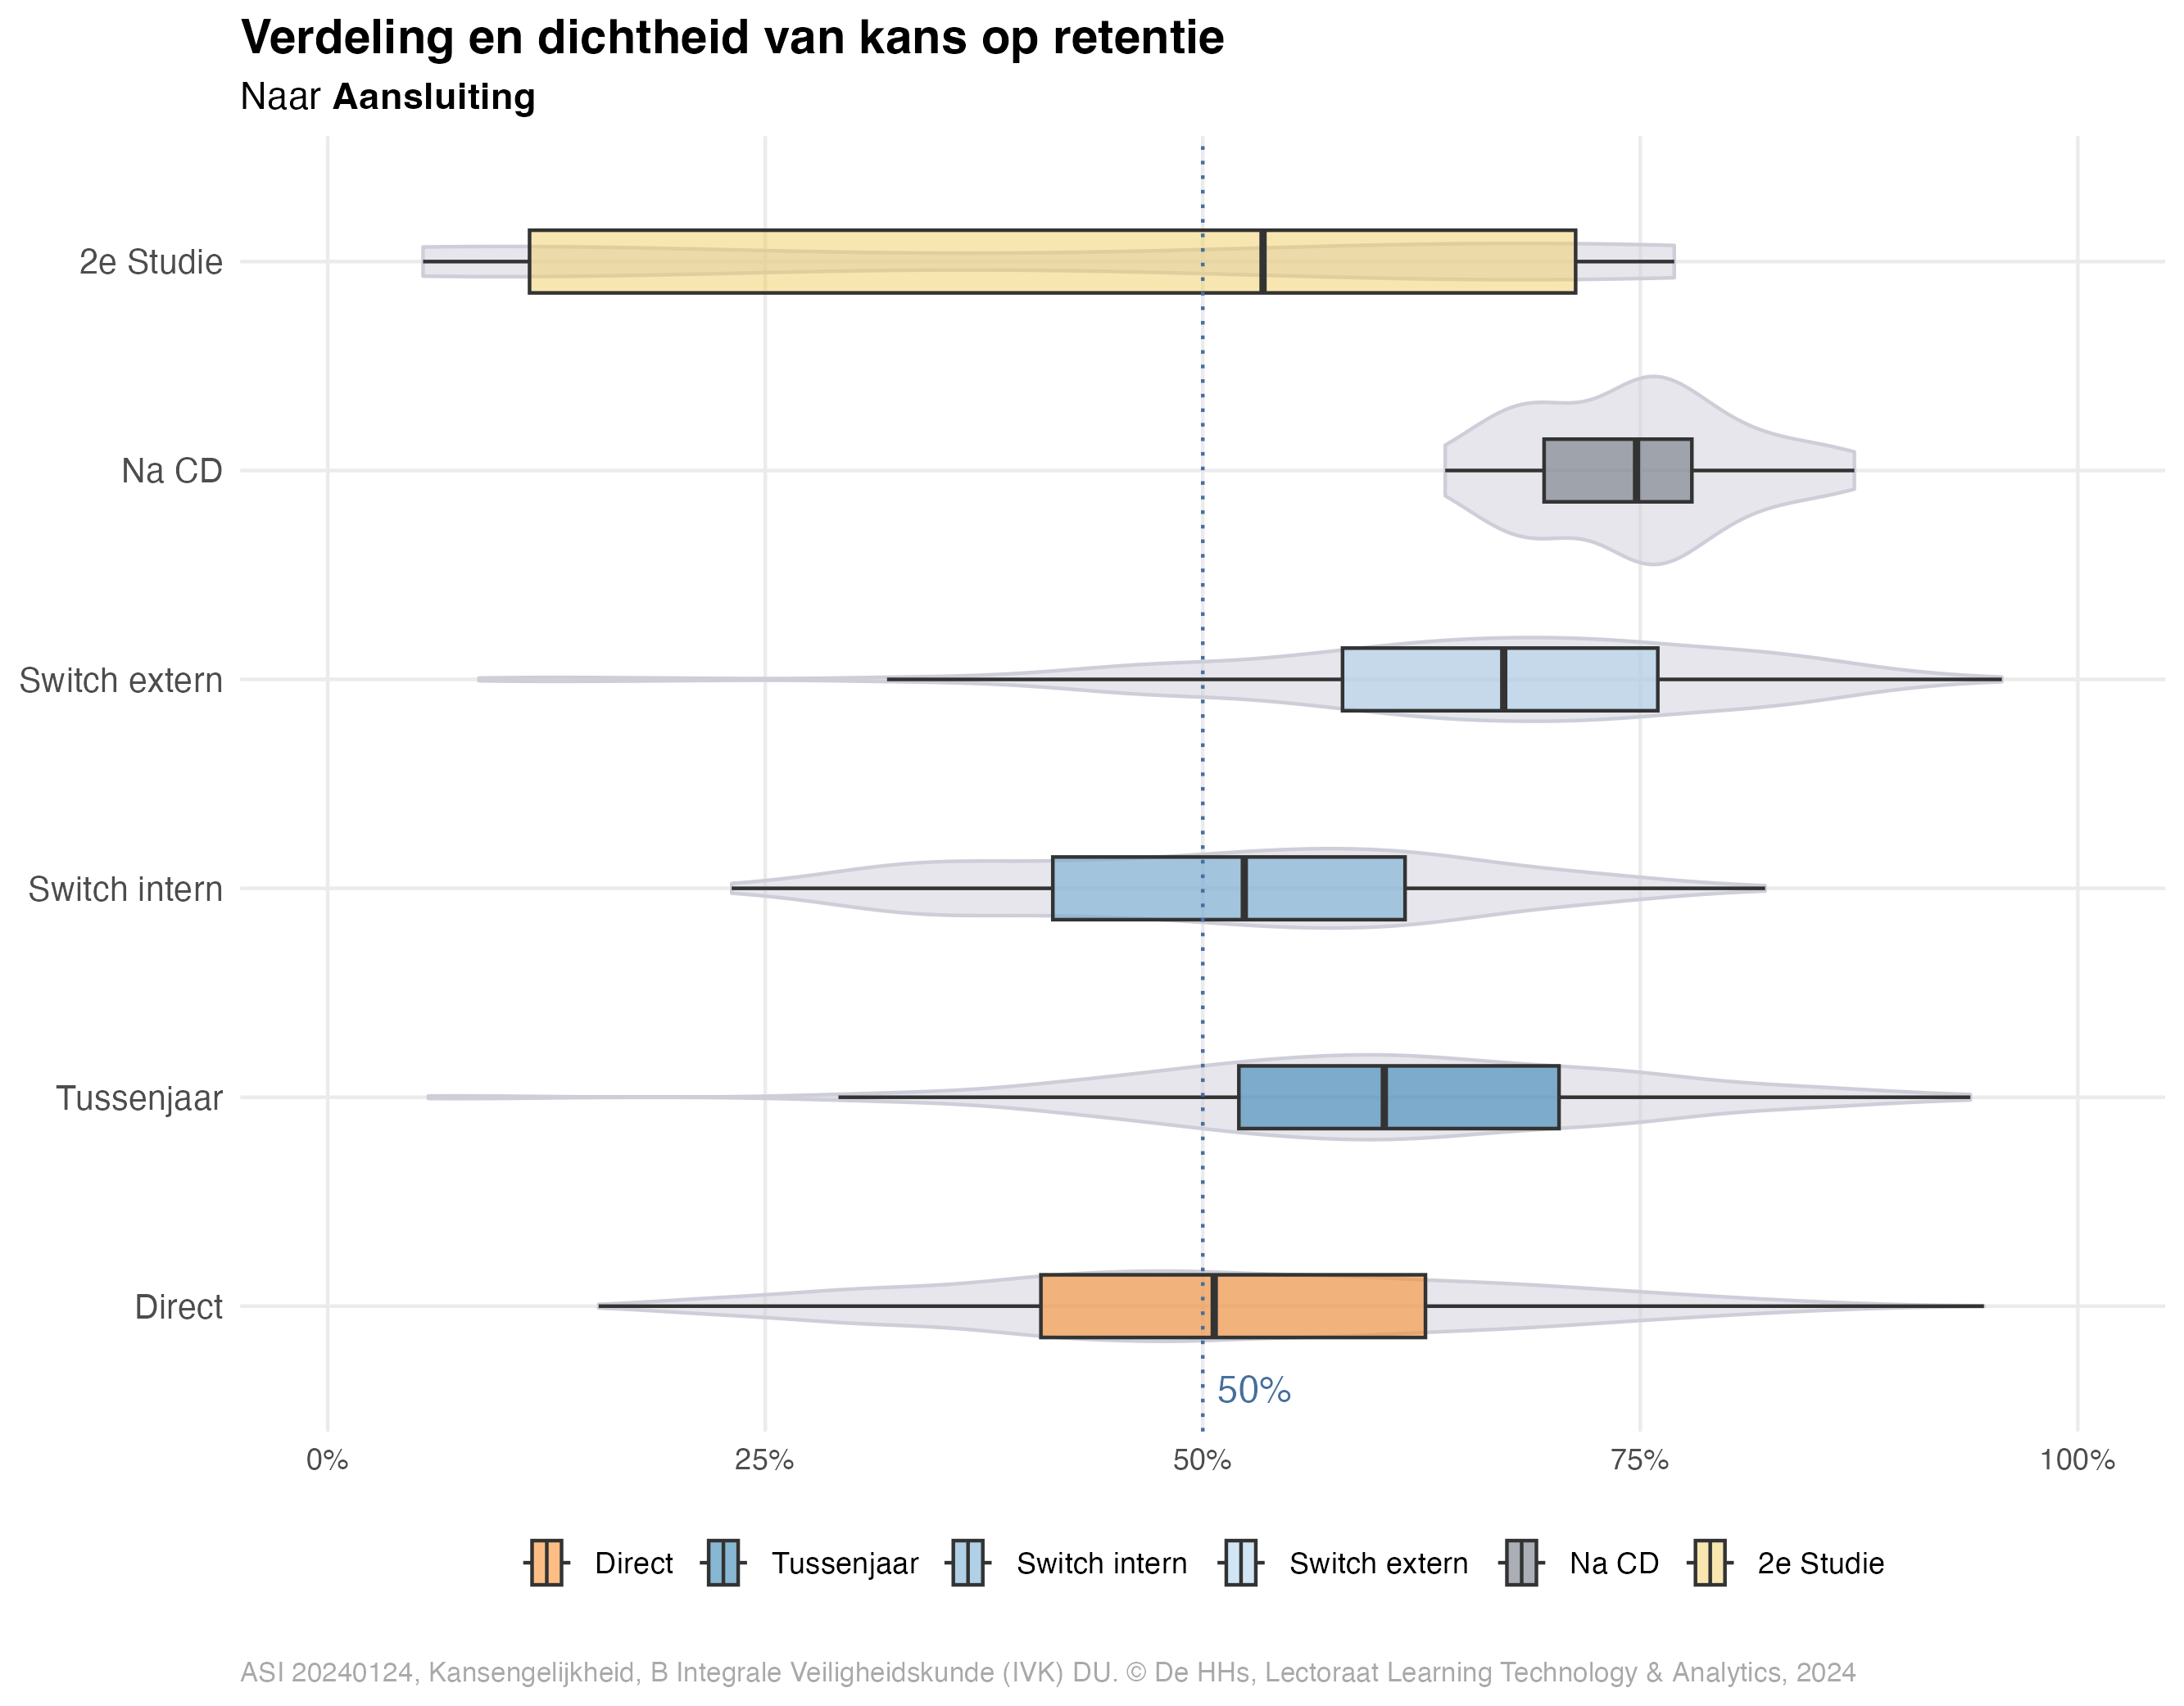 Verdeling en dichtheid van kans op retentie
Naar Aansluiting
2e Studie
Na CD
Switch extern
Switch intern
Tussenjaar
Direct
50%
0% 25% 50% 75% 100%
Direct Tussenjaar Switch intern Switch extern Na CD 2e Studie
ASI 20240124, Kansengelijkheid, B Integrale Veiligheidskunde (IVK) DU. © De HHs, Lectoraat Learning Technology & Analytics, 2024